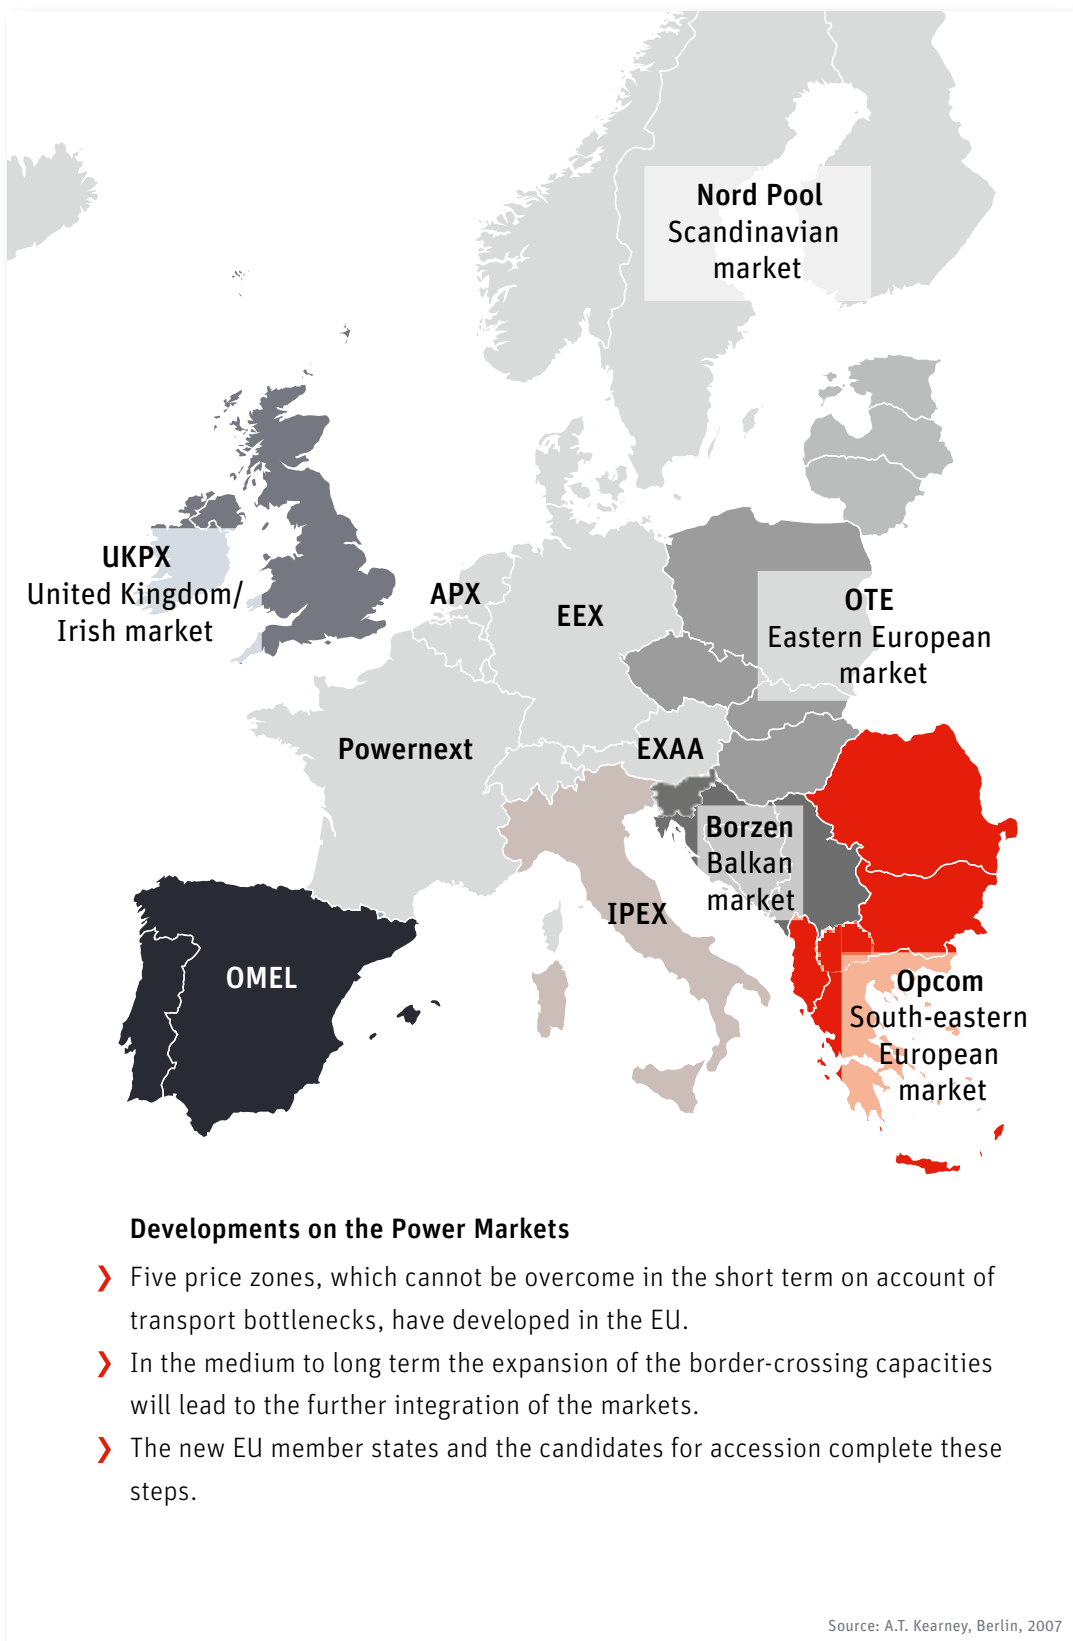 Nord Pool
Scandinavian
market
UKPX
United Kingdom/
Irish market
APX
EEX
OTE
Eastern European
market
Powernext
EXAA
Borzen
Balkan
market
IPEX
OMEL
Opcom
South-eastern
European
market
Developments on the Power Markets
❯ Five price zones, which cannot be overcome in the short term on account of
transport bottlenecks, have developed in the EU.
❯ In the medium to long term the expansion of the border-crossing capacities
will lead to the further integration of the markets.
❯ The new EU member states and the candidates for accession complete these
steps.
Source: A.T. Kearney, Berlin, 2007